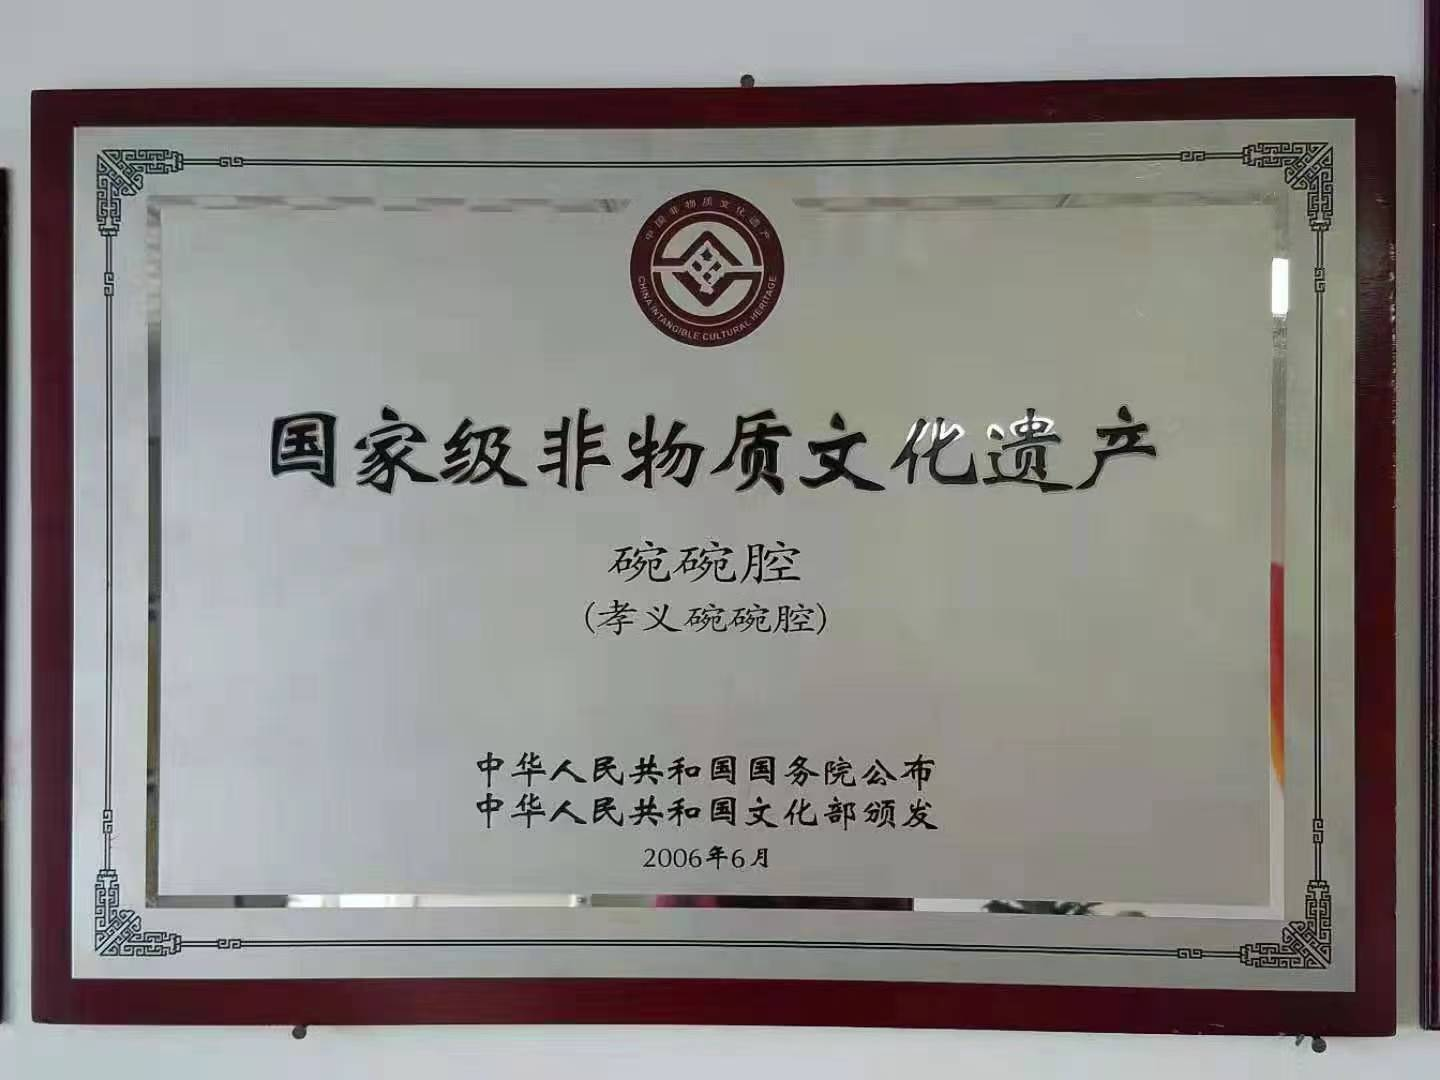 中国非物质文化遗产
CHINA INTANGIBLE CULTURAL HERITAGE
国家级非物质文化遗产
碗碗腔
(孝义碗碗腔)
中华人民共和国国务院公布
中华人民共和国文化部颁发
2006年6月